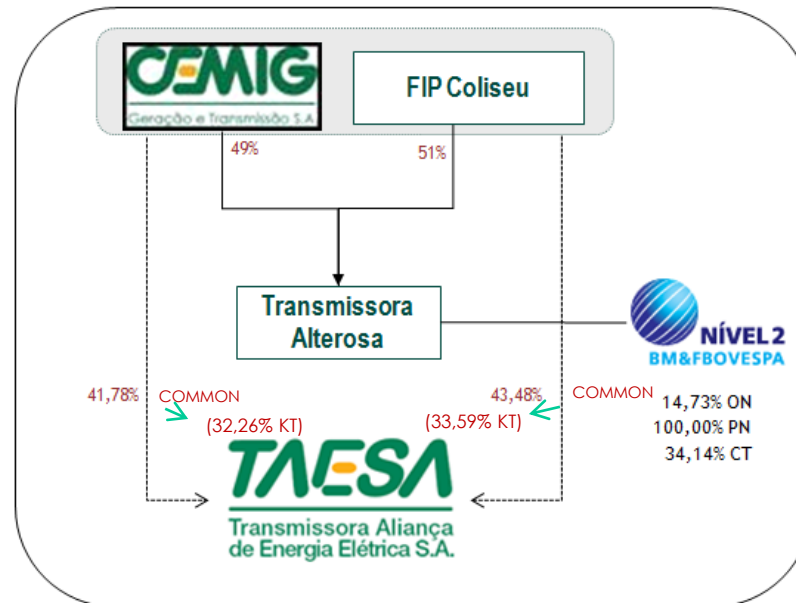 CEMIG
Geração e Transmissão S.A.
FIP Coliseu
49%
51%
Transmissora
Alterosa
NÍVEL 2
BM&FBOVESPA
41,78%
COMMON
(32,26% KT)
43,48%
COMMON
(33,59% KT)
14,73% ON
100,00% PN
34,14% CT
TAESA
Transmissora Aliança
de Energia Elétrica S.A.